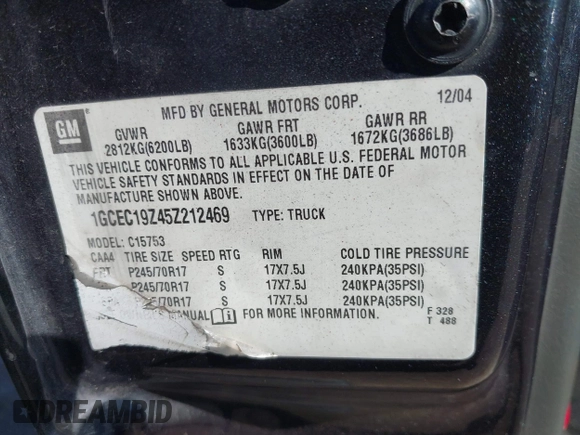 GM
MFD BY GENERAL MOTORS CORP. 12/04
GVWR GAWR FRT GAWR RR
2812KG(6200LB) 1633KG(3600LB) 1672KG(3686LB)
THIS VEHICLE CONFORMS TO ALL APPLICABLE U.S. FEDERAL MOTOR
VEHICLE SAFETY STANDARDS IN EFFECT ON THE DATE OF
MANUFACTURE SHOWN ABOVE.
1GCEC19Z45Z212469 TYPE: TRUCK
MODEL: C15753
CAA4 TIRE SIZE SPEED RTG RIM COLD TIRE PRESSURE
FRT P245/70R17 S 17X7.5J 240KPA(35PSI)
P245/70R17 S 17X7.5J 240KPA(35PSI)
/70R17 S 17X7.5J 240KPA(35PSI)
MANUAL FOR MORE INFORMATION. F 328
T 488
DREAMBID